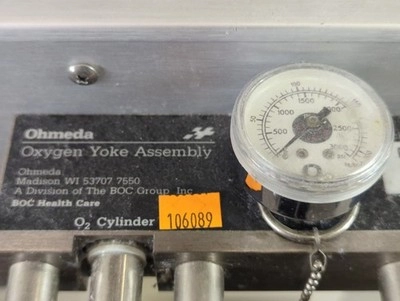 Ohmeda
Oxygen Yoke Assembly
Ohmeda
Madison WI 53707 7550
A Division of The BOC Group, Inc
BOC Health Care
O2 Cylinder
106089
500
1000
1500
2000
2500
3000